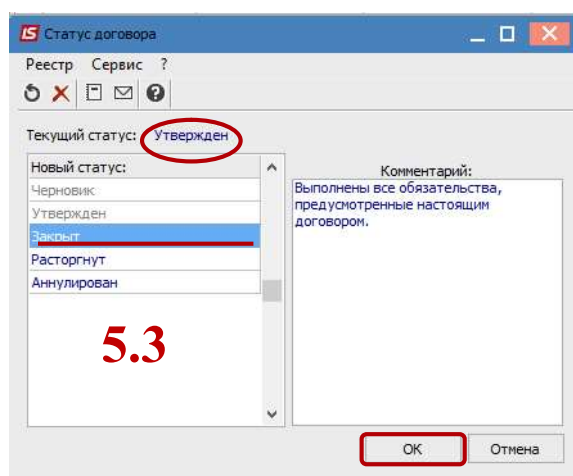 IS Статус договора
Реестр Сервис ?
Текущий статус: Утвержден
Новый статус:
Черновик
Утвержден
Закрыт
Расторгнут
Аннулирован
5.3
Комментарий:
Выполнены все обязательства,
предусмотренные настоящим
договором.
OK Отмена